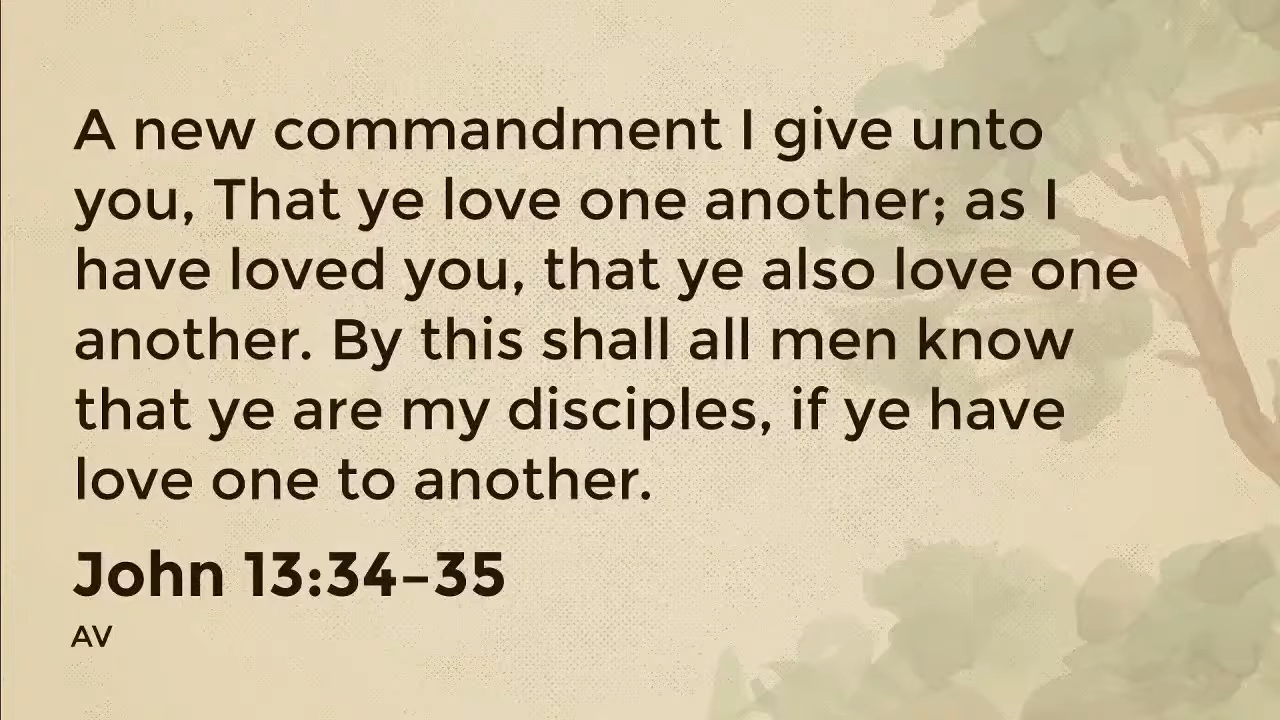 A new commandment I give unto
you, That ye love one another; as I
have loved you, that ye also love one
another. By this shall all men know
that ye are my disciples, if ye have
love one to another.
John 13:34–35
AV